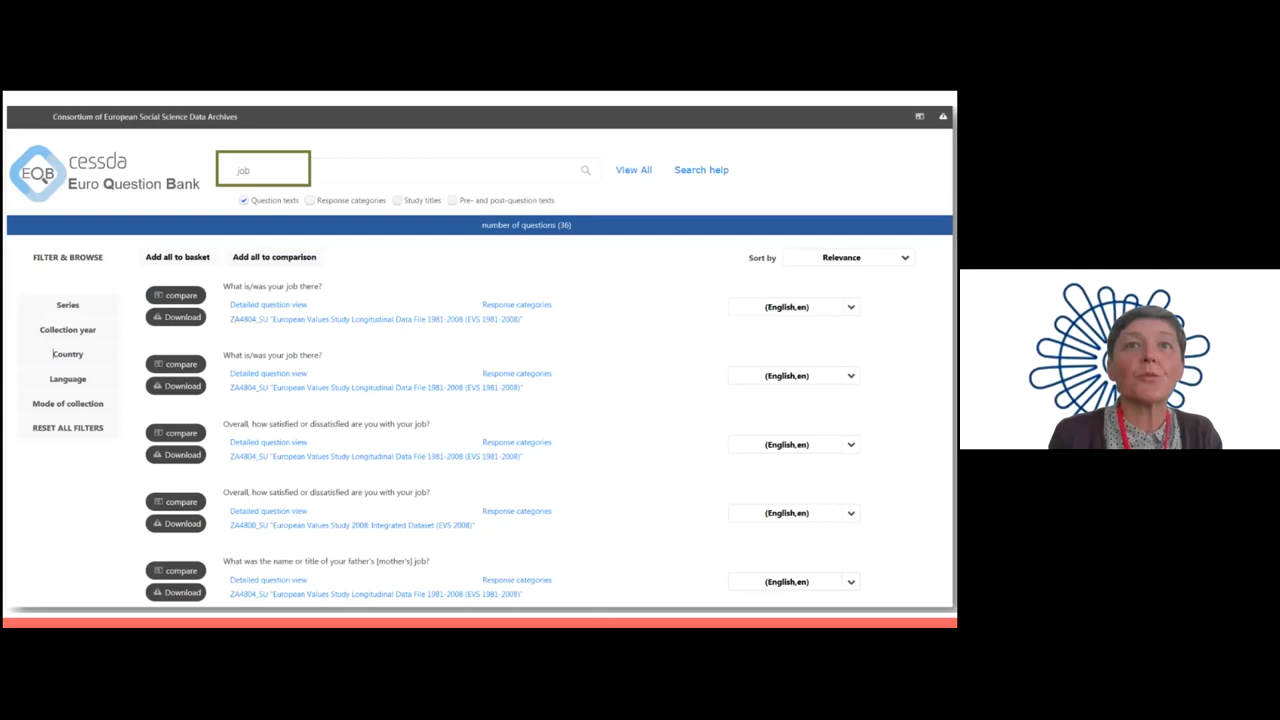 Consortium of European Social Science Data Archives
EQB
cessda
Euro Question Bank
job
View All
Search help
Question texts
Response categories
Study titles
Pre- and post-question texts
number of questions (36)
FILTER & BROWSE
Add all to basket
Add all to comparison
Sort by
Relevance
Series
Collection year
Country
Language
Mode of collection
RESET ALL FILTERS
compare
Download
What is/was your job there?
Detailed question view
Response categories
ZA4804_SU "European Values Study Longitudinal Data File 1981-2008 (EVS 1981-2008)"
(English,en)
compare
Download
What is/was your job there?
Detailed question view
Response categories
ZA4804_SU "European Values Study Longitudinal Data File 1981-2008 (EVS 1981-2008)"
(English,en)
compare
Download
Overall, how satisfied or dissatisfied are you with your job?
Detailed question view
Response categories
ZA4804_SU "European Values Study Longitudinal Data File 1981-2008 (EVS 1981-2008)"
(English,en)
compare
Download
Overall, how satisfied or dissatisfied are you with your job?
Detailed question view
Response categories
ZA4800_SU "European Values Study 2008: Integrated Dataset (EVS 2008)"
(English,en)
compare
Download
What was the name or title of your father's [mother's] job?
Detailed question view
Response categories
ZA4804_SU "European Values Study Longitudinal Data File 1981-2008 (EVS 1981-2008)"
(English,en)